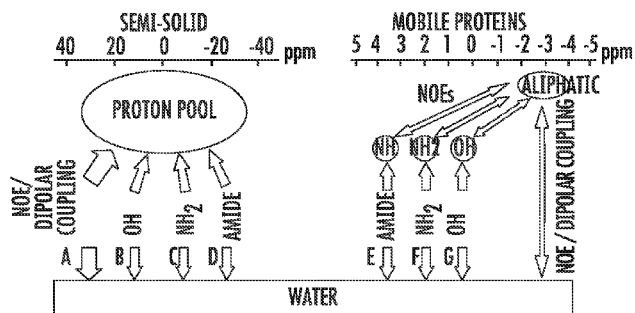 SEMI-SOLID
MOBILE PROTEINS
40 20 0 -20 -40 ppm
5 4 3 2 1 0 -1 -2 -3 -4 -5 ppm
PROTON POOL
NOEs
ALIPHATIC
NH NH2 OH
NOE/
DIPOLAR
COUPLING
OH
NH2
AMIDE
AMIDE
NH2
OH
NOE / DIPOLAR COUPLING
A B C D E F G
WATER